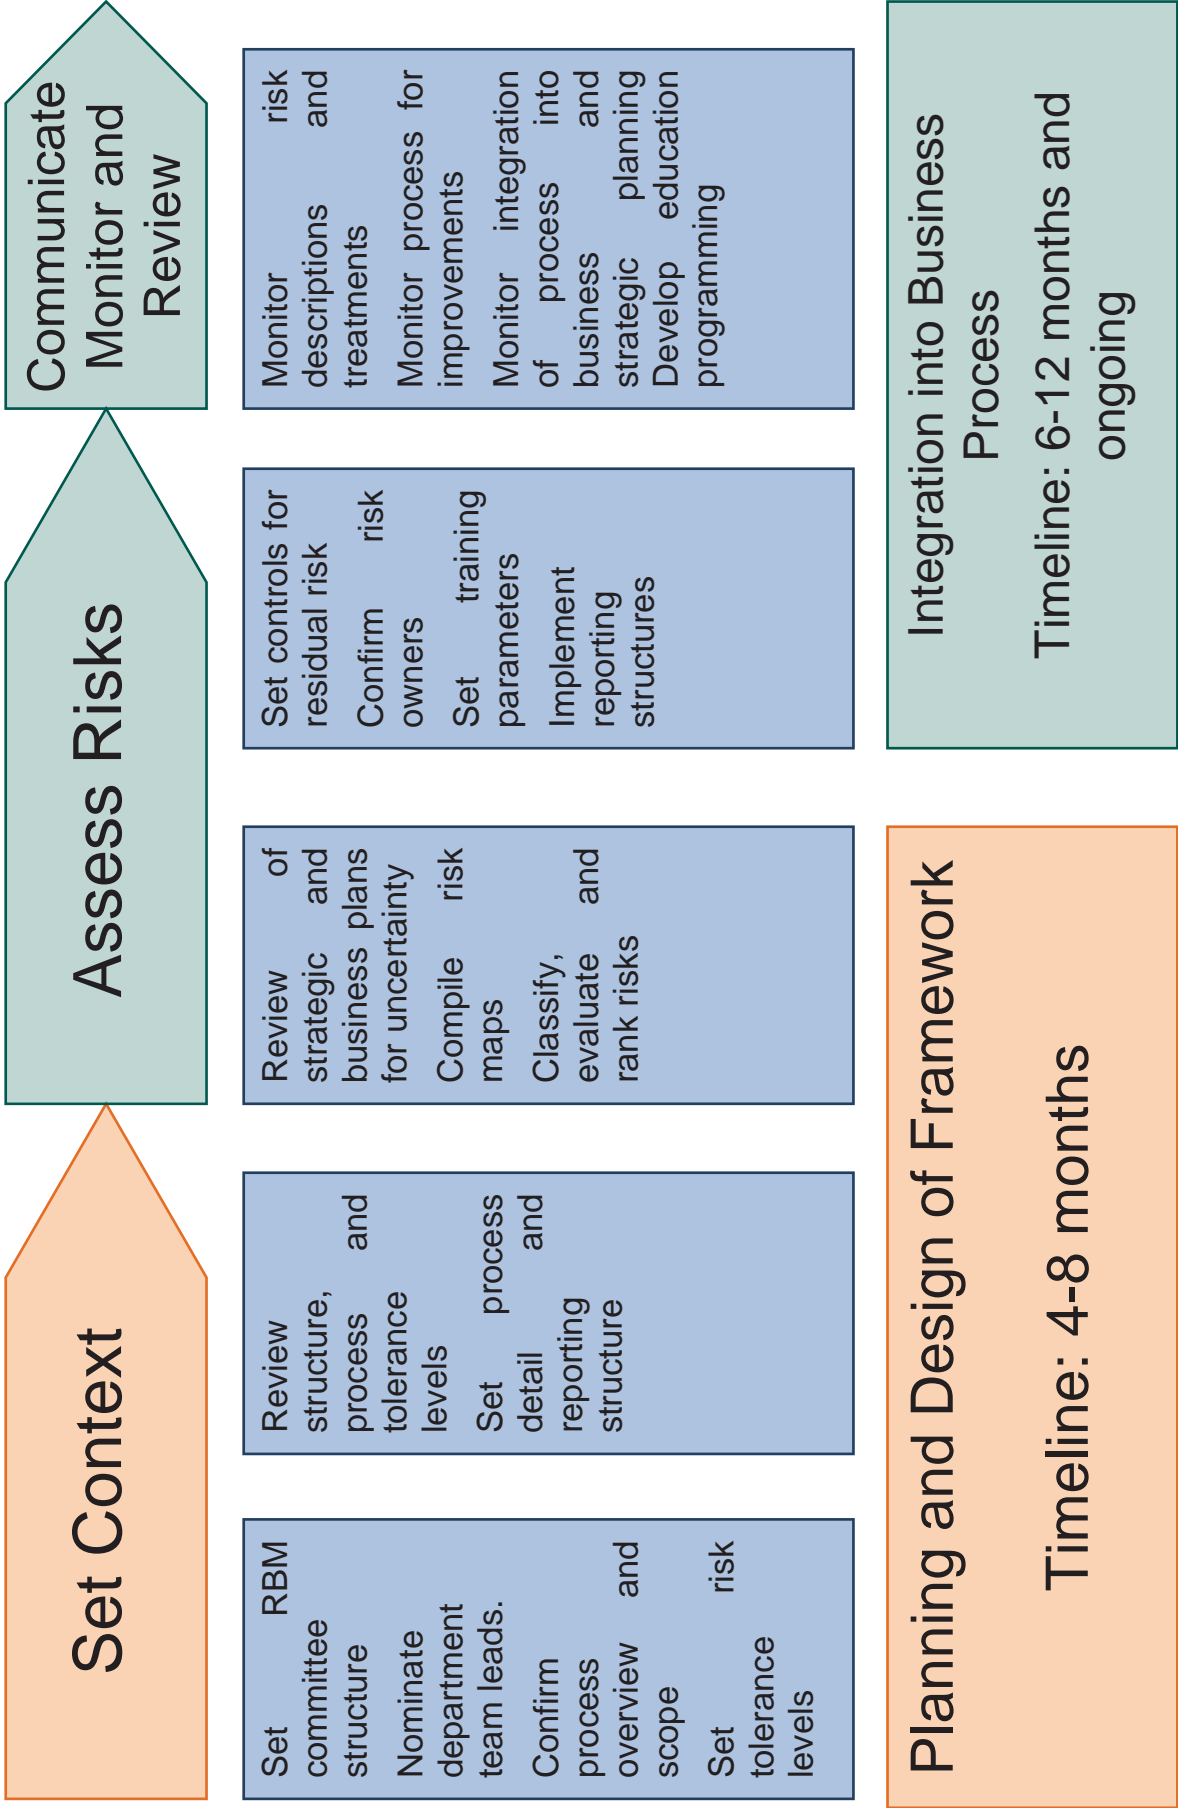 Set Context
Assess Risks
Communicate
Monitor and
Review
Set RBM
committee
structure
Nominate
department
team leads.
Confirm
process
overview and
scope
Set risk
tolerance
levels
Review
structure,
process and
tolerance
levels
Set process
detail and
reporting
structure
Review of
strategic and
business plans
for uncertainty
Compile risk
maps
Classify,
evaluate and
rank risks
Set controls for
residual risk
Confirm risk
owners
Set training
parameters
Implement
reporting
structures
Monitor risk
descriptions and
treatments
Monitor process for
improvements
Monitor integration
of process into
business and
strategic planning
Develop education
programming
Planning and Design of Framework
Timeline: 4-8 months
Integration into Business
Process
Timeline: 6-12 months and
ongoing